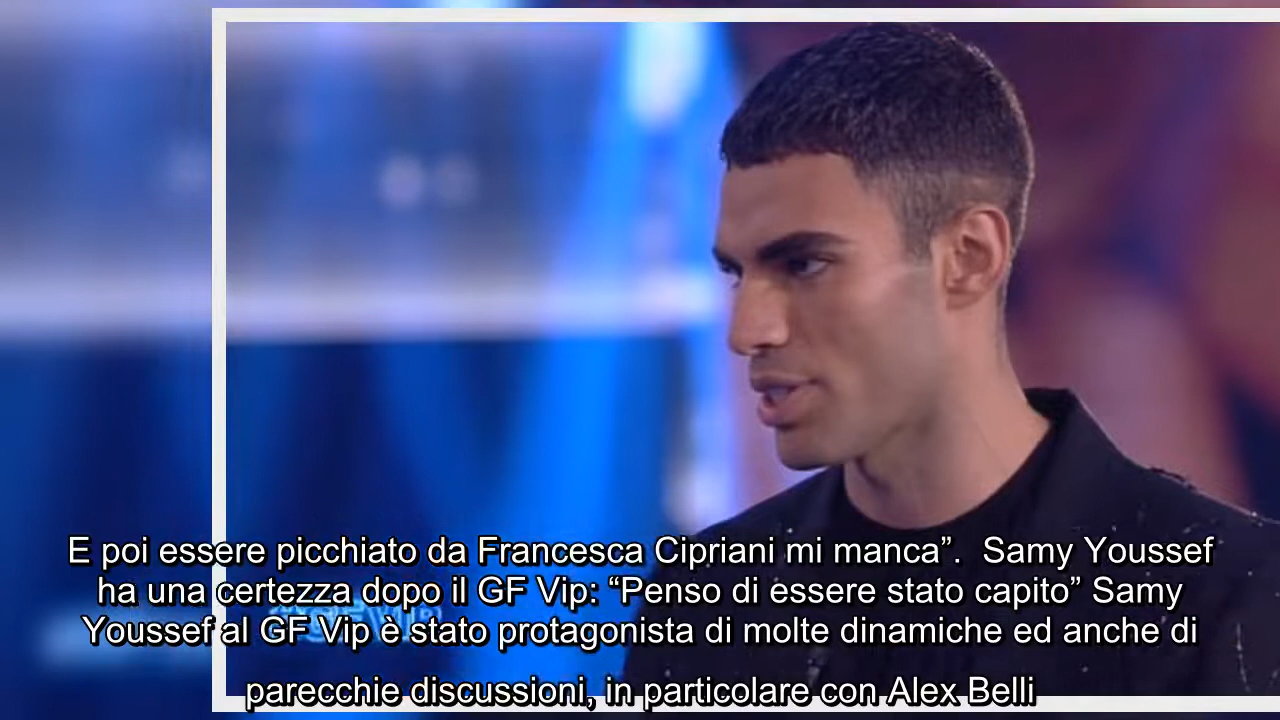 E poi essere picchiato da Francesca Cipriani mi manca”.  Samy Youssef
ha una certezza dopo il GF Vip: “Penso di essere stato capito” Samy
Youssef al GF Vip è stato protagonista di molte dinamiche ed anche di
parecchie discussioni, in particolare con Alex Belli